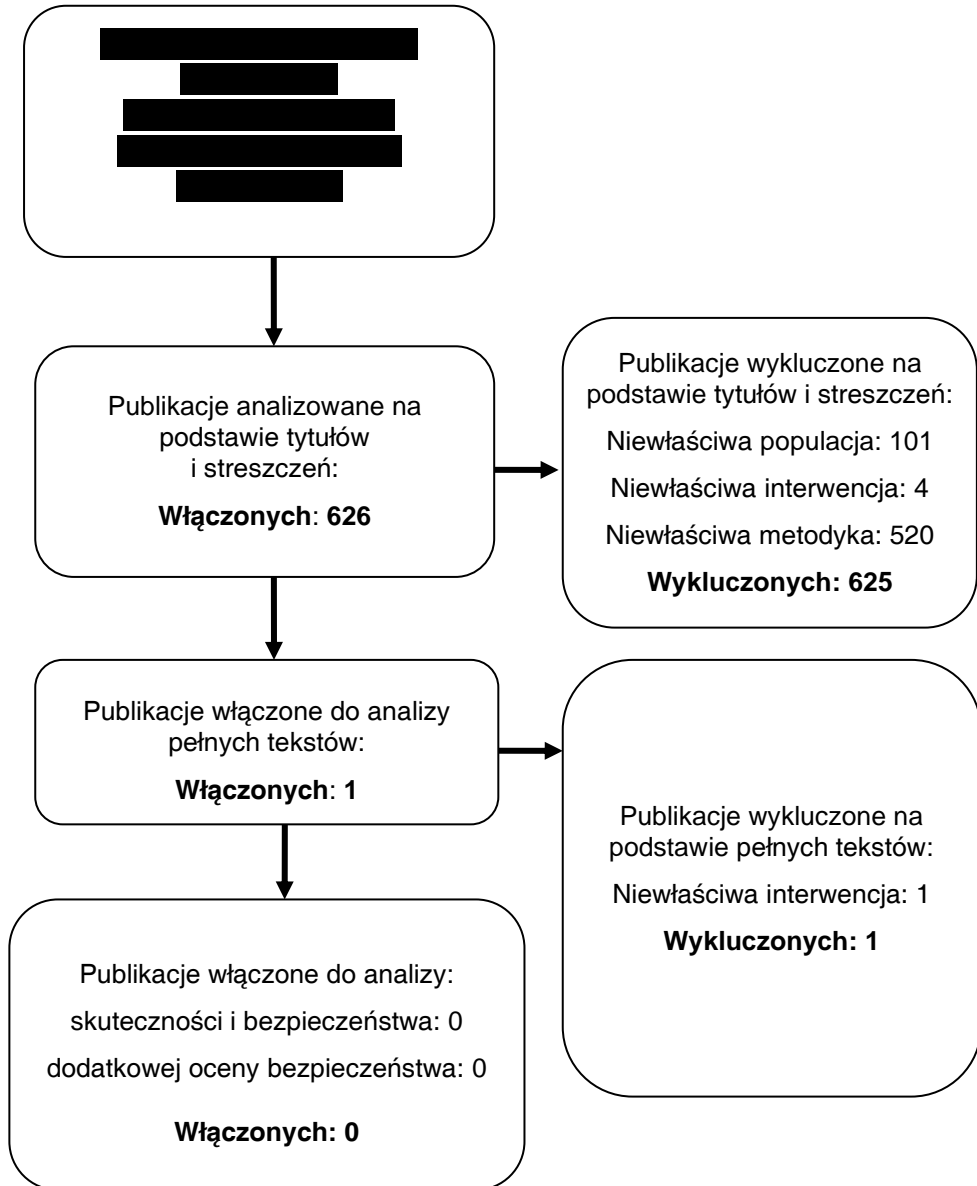 Publikacje analizowane na
podstawie tytułów
i streszczeń:
Włączonych: 626
Publikacje wykluczone na
podstawie tytułów i streszczeń:
Niewłaściwa populacja: 101
Niewłaściwa interwencja: 4
Niewłaściwa metodyka: 520
Wykluczonych: 625
Publikacje włączone do analizy
pełnych tekstów:
Włączonych: 1
Publikacje wykluczone na
podstawie pełnych tekstów:
Niewłaściwa interwencja: 1
Wykluczonych: 1
Publikacje włączone do analizy:
skuteczności i bezpieczeństwa: 0
dodatkowej oceny bezpieczeństwa: 0
Włączonych: 0